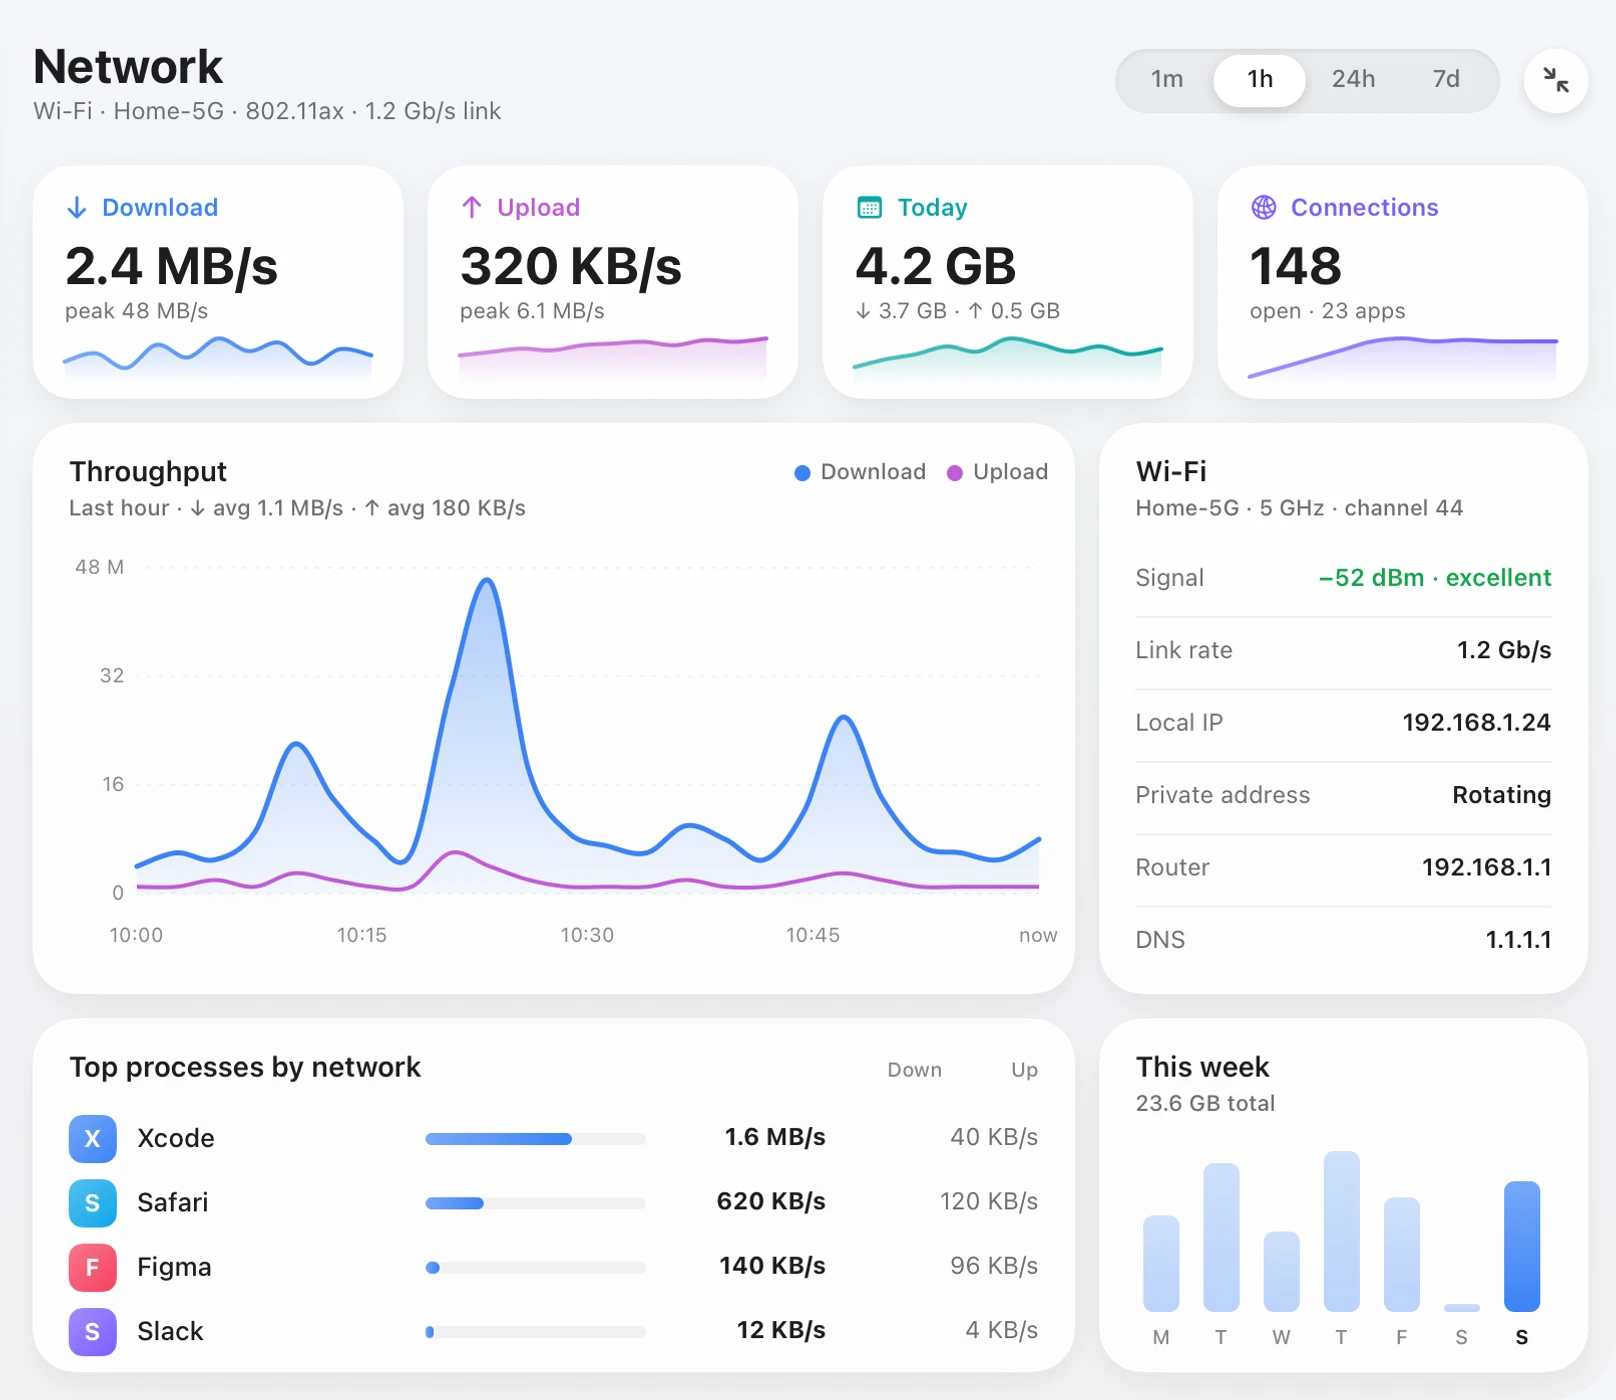 Network
Wi-Fi · Home-5G · 802.11ax · 1.2 Gb/s link
1m 1h 24h 7d
↓ Download
2.4 MB/s
peak 48 MB/s
↑ Upload
320 KB/s
peak 6.1 MB/s
Today
4.2 GB
↓ 3.7 GB · ↑ 0.5 GB
Connections
148
open · 23 apps
Throughput
Last hour · ↓ avg 1.1 MB/s · ↑ avg 180 KB/s
Download Upload
48 M
32
16
0
10:00 10:15 10:30 10:45 now
Wi-Fi
Home-5G · 5 GHz · channel 44
Signal −52 dBm · excellent
Link rate 1.2 Gb/s
Local IP 192.168.1.24
Private address Rotating
Router 192.168.1.1
DNS 1.1.1.1
Top processes by network Down Up
X Xcode 1.6 MB/s 40 KB/s
S Safari 620 KB/s 120 KB/s
F Figma 140 KB/s 96 KB/s
S Slack 12 KB/s 4 KB/s
This week
23.6 GB total
M T W T F S S